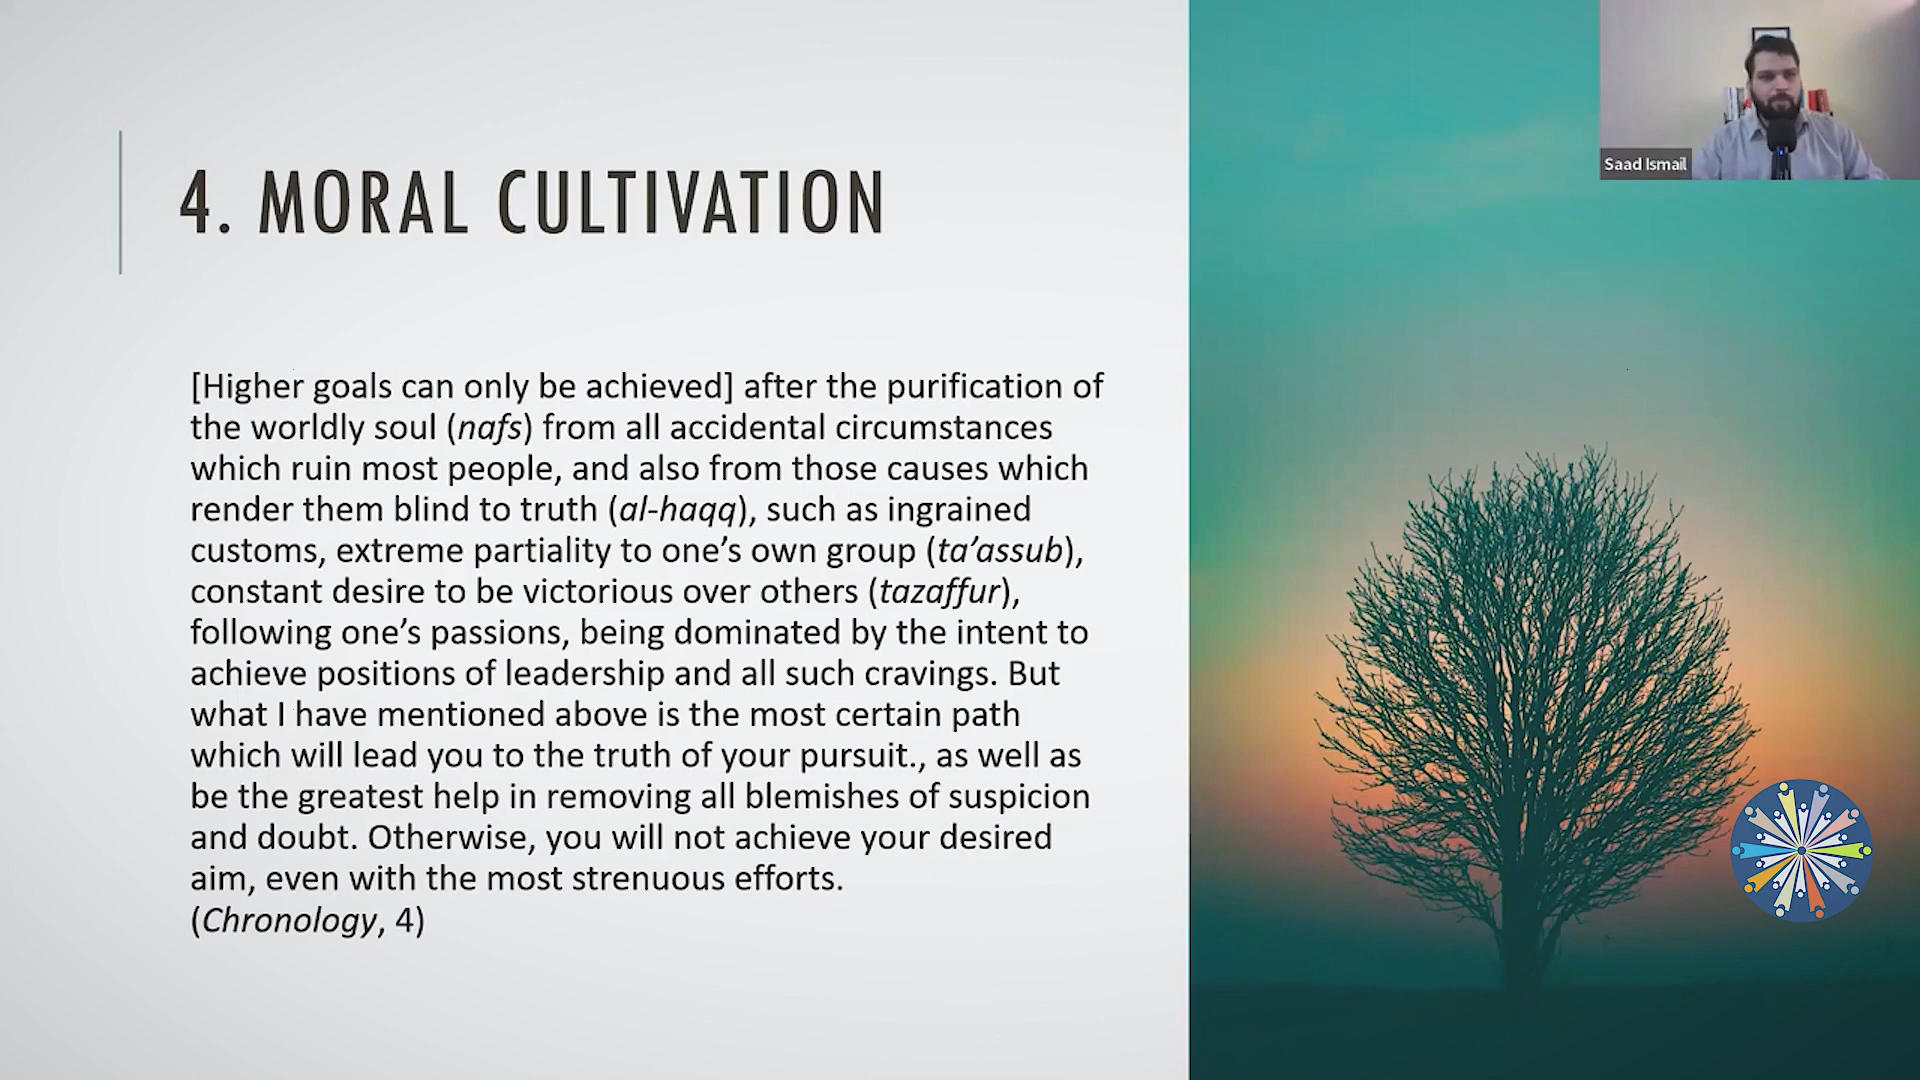 Saad Ismail
4. MORAL CULTIVATION
[Higher goals can only be achieved] after the purification of
the worldly soul (nafs) from all accidental circumstances
which ruin most people, and also from those causes which
render them blind to truth (al-haqq), such as ingrained
customs, extreme partiality to one’s own group (ta’assub),
constant desire to be victorious over others (tazaffur),
following one’s passions, being dominated by the intent to
achieve positions of leadership and all such cravings. But
what I have mentioned above is the most certain path
which will lead you to the truth of your pursuit., as well as
be the greatest help in removing all blemishes of suspicion
and doubt. Otherwise, you will not achieve your desired
aim, even with the most strenuous efforts.
(Chronology, 4)